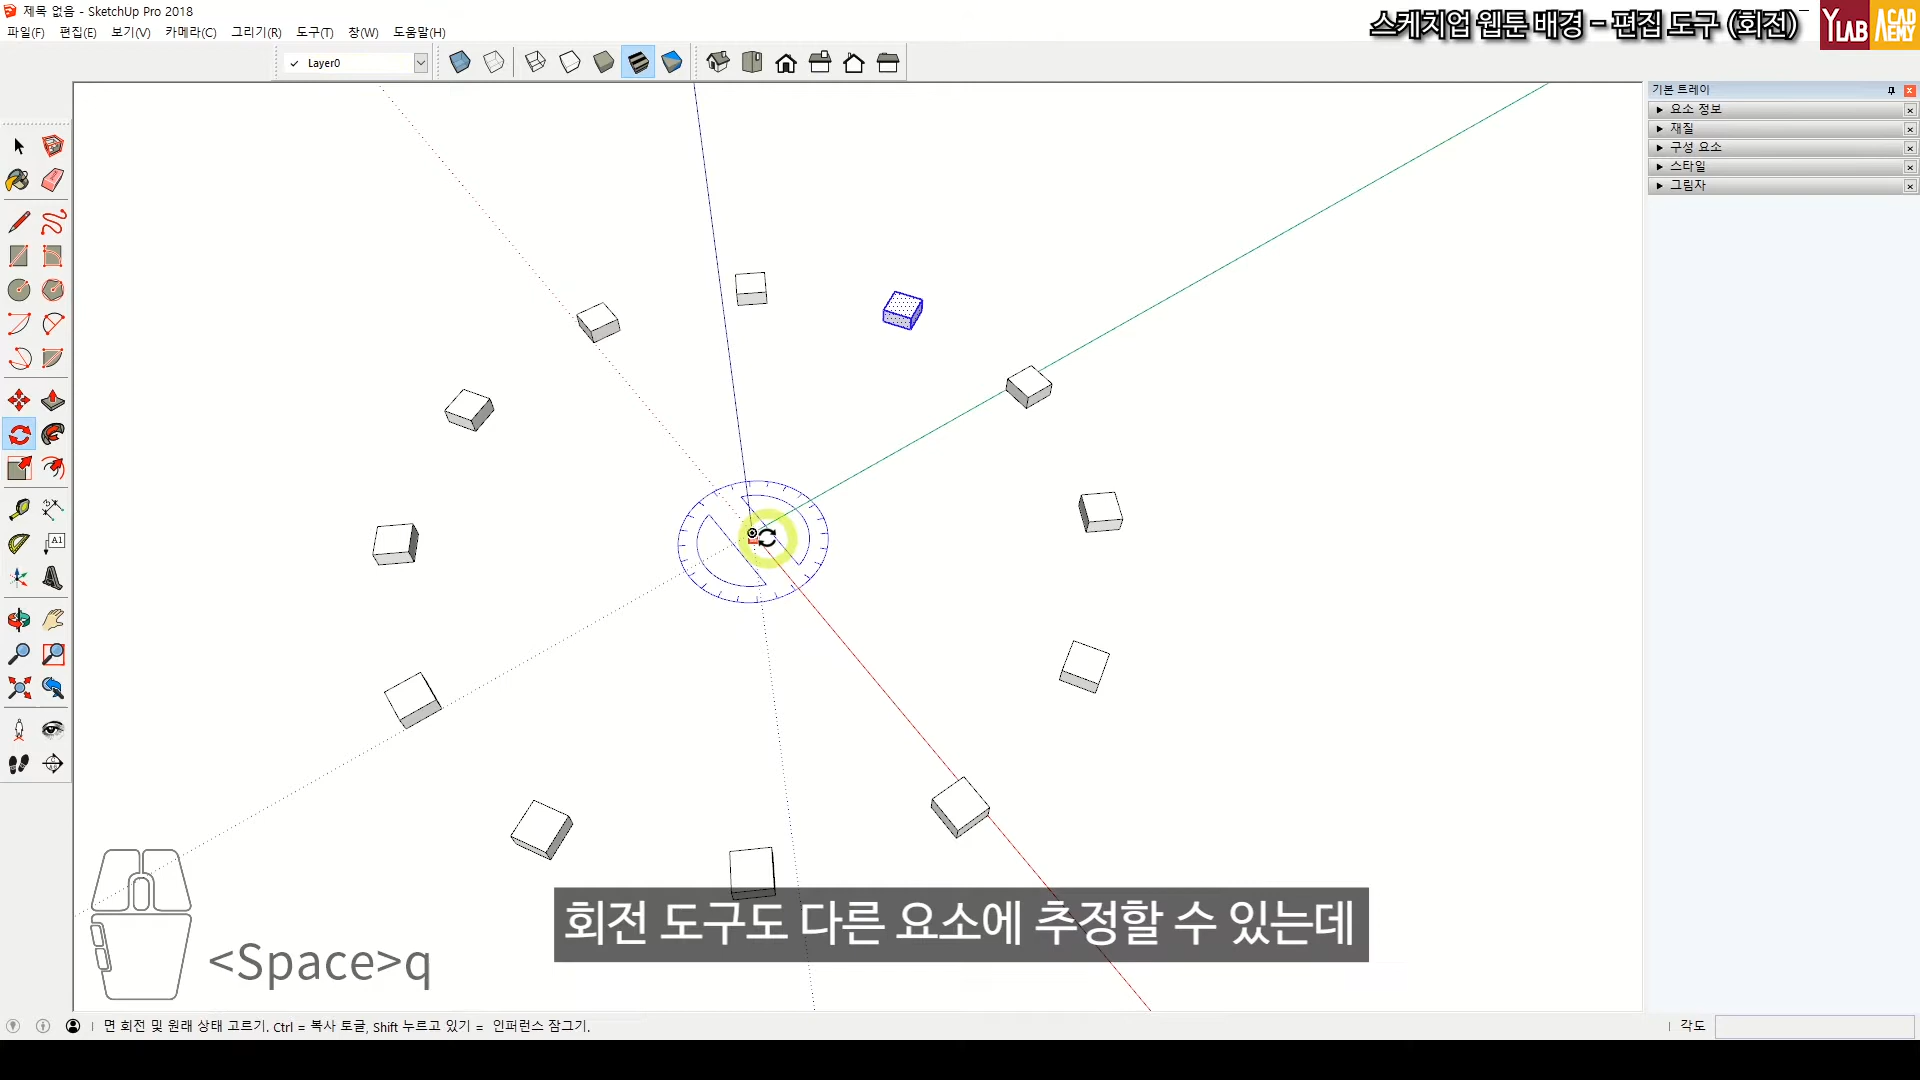 제목 없음 - SketchUp Pro 2018
스케치업 웹툰 배경 - 편집 도구 (회전)
YLAB ACADEMY
파일(F) 편집(E) 보기(V) 카메라(C) 그리기(R) 도구(T) 창(W) 도움말(H)
Layer0
기본 트레이
요소 정보
재질
구성 요소
스타일
그림자
A1
회전 도구도 다른 요소에 추정할 수 있는데
<Space>q
면 회전 및 원래 상태 고르기. Ctrl = 복사 토글, Shift 누르고 있기 = 인퍼런스 잠그기.
각도